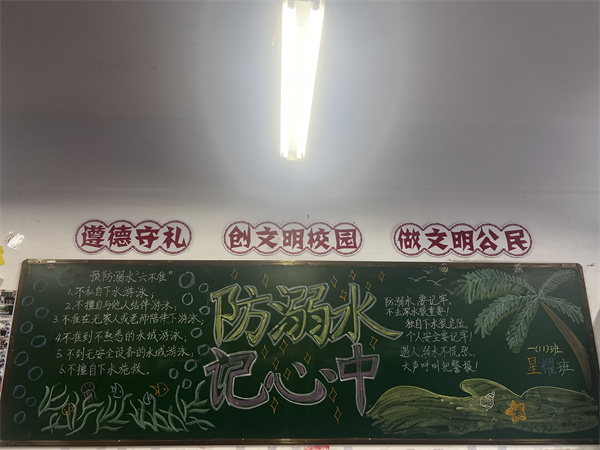 遵德守礼
创文明校园
做文明公民
预防溺水"六不准"
1.不私自下水游泳,
2.不擅自与他人结伴游泳,
3.不在无家人或老师陪伴下游泳,
4.不到不熟悉的水域游泳,
5.不到无安全设备的水域游泳,
6.不擅自下水施救。
防溺水
记心中
防溺水,要记牢,
不去深水最重要!
独自下水最危险,
个人安全要记牢!
遇人溺水不慌张,
大声呼叫把警报!
一(11)班
星耀班